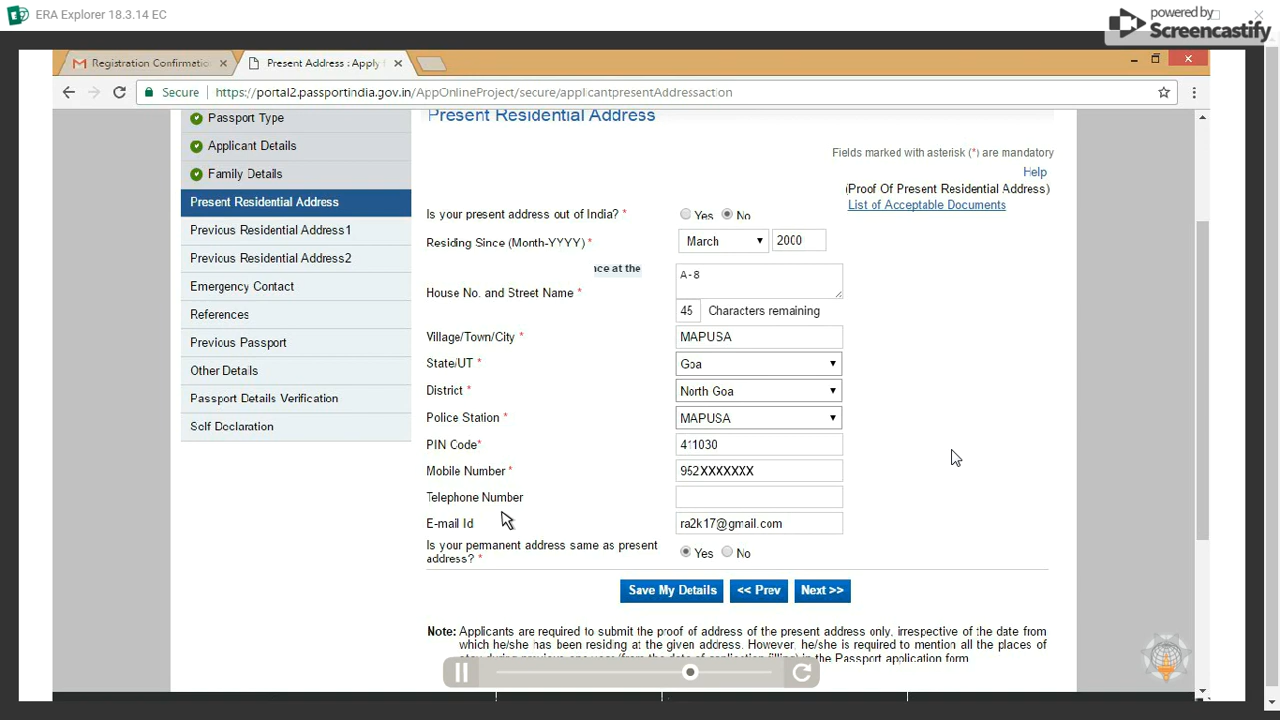 ERA Explorer 18.3.14 EC
powered by
Screencastify
Registration Confirmatio
Present Address : Apply
Secure https://portal2.passportindia.gov.in/AppOnlineProject/secure/applicantpresentAddressaction
Passport Type
Applicant Details
Family Details
Present Residential Address
Previous Residential Address1
Previous Residential Address2
Emergency Contact
References
Previous Passport
Other Details
Passport Details Verification
Self Declaration
Present Residential Address
Fields marked with asterisk (*) are mandatory
Help
(Proof Of Present Residential Address)
List of Acceptable Documents
Is your present address out of India? * Yes No
Residing Since (Month-YYYY) * March 2000
nce at the
House No. and Street Name * A-8
45 Characters remaining
Village/Town/City * MAPUSA
State/UT * Goa
District * North Goa
Police Station * MAPUSA
PIN Code* 411030
Mobile Number * 952XXXXXXX
Telephone Number
E-mail Id ra2k17@gmail.com
Is your permanent address same as present
address? * Yes No
Save My Details << Prev Next >>
Note: Applicants are required to submit the proof of address of the present address only, irrespective of the date from
which he/she has been residing at the given address. However, he/she is required to mention all the places of
in the Passport application form